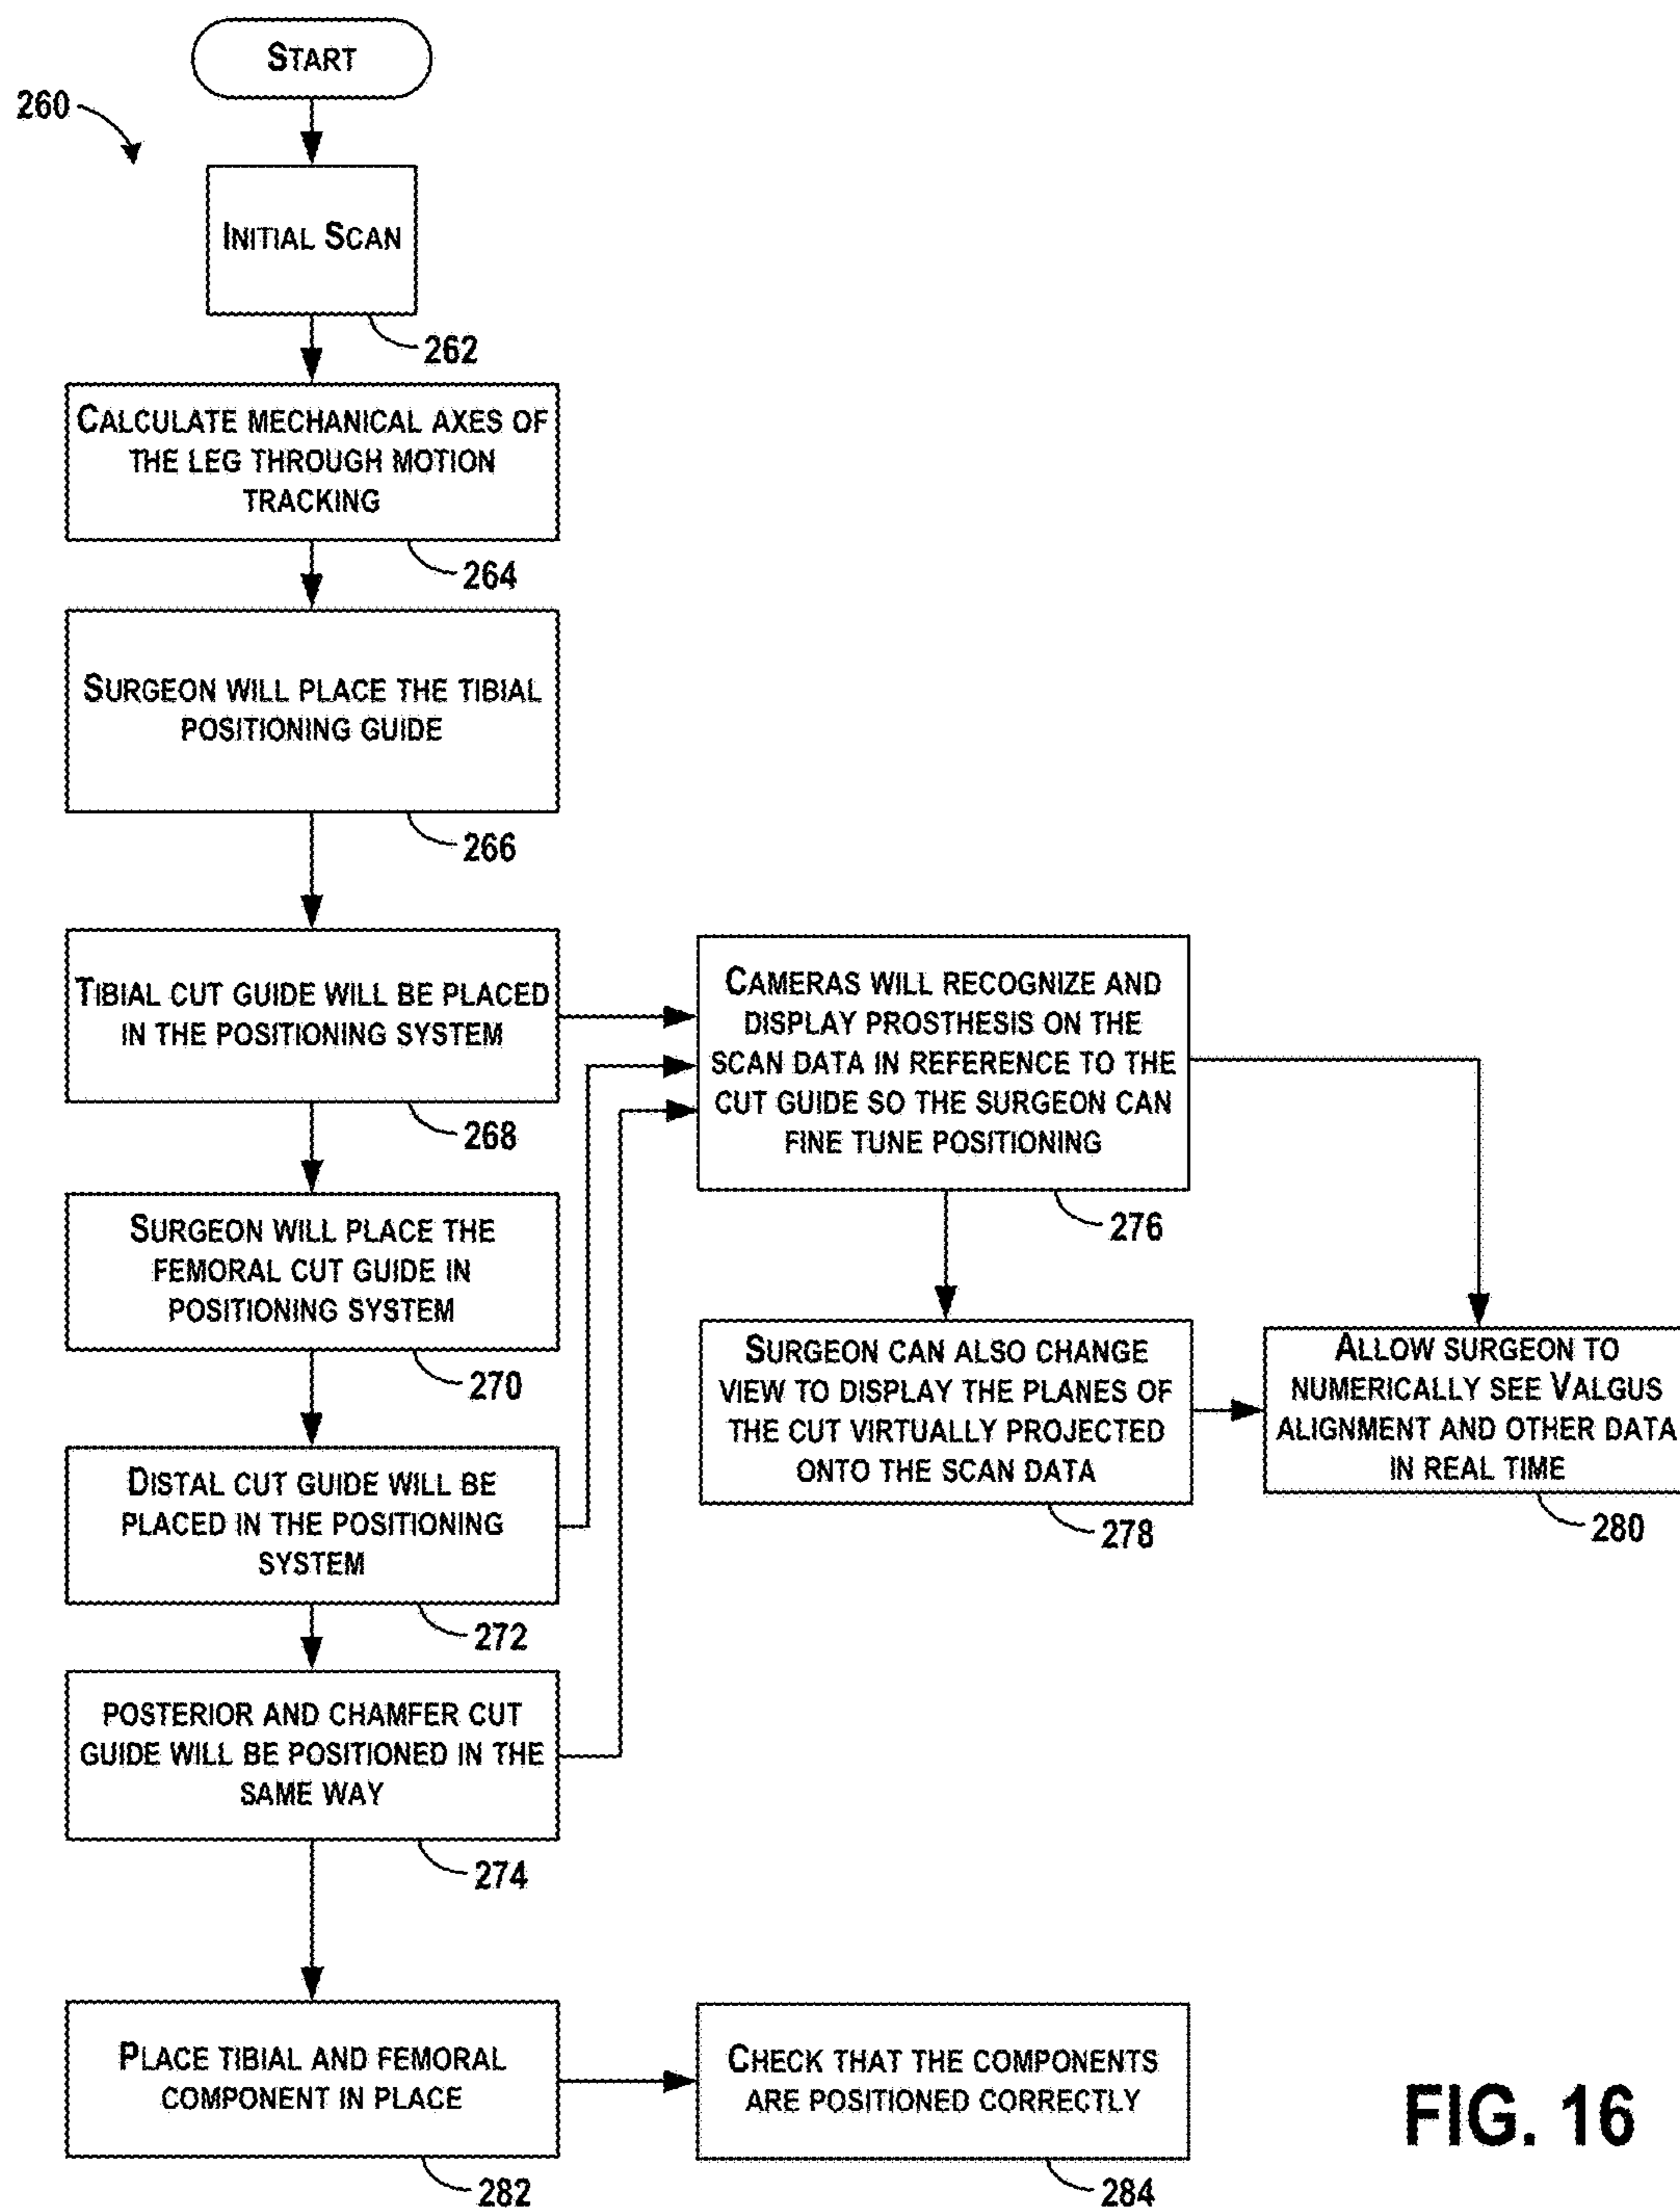 START
260
INITIAL SCAN
262
CALCULATE MECHANICAL AXES OF
THE LEG THROUGH MOTION
TRACKING
264
SURGEON WILL PLACE THE TIBIAL
POSITIONING GUIDE
266
TIBIAL CUT GUIDE WILL BE PLACED
IN THE POSITIONING SYSTEM
268
SURGEON WILL PLACE THE
FEMORAL CUT GUIDE IN
POSITIONING SYSTEM
270
DISTAL CUT GUIDE WILL BE
PLACED IN THE POSITIONING
SYSTEM
272
POSTERIOR AND CHAMFER CUT
GUIDE WILL BE POSITIONED IN THE
SAME WAY
274
CAMERAS WILL RECOGNIZE AND
DISPLAY PROSTHESIS ON THE
SCAN DATA IN REFERENCE TO THE
CUT GUIDE SO THE SURGEON CAN
FINE TUNE POSITIONING
276
SURGEON CAN ALSO CHANGE
VIEW TO DISPLAY THE PLANES OF
THE CUT VIRTUALLY PROJECTED
ONTO THE SCAN DATA
278
ALLOW SURGEON TO
NUMERICALLY SEE VALGUS
ALIGNMENT AND OTHER DATA
IN REAL TIME
280
PLACE TIBIAL AND FEMORAL
COMPONENT IN PLACE
282
CHECK THAT THE COMPONENTS
ARE POSITIONED CORRECTLY
284
FIG. 16